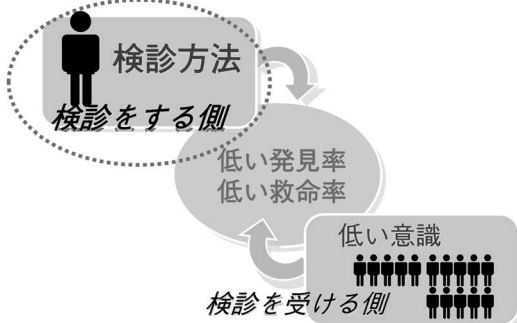 検診方法
検診をする側
低い発見率
低い救命率
低い意識
検診を受ける側